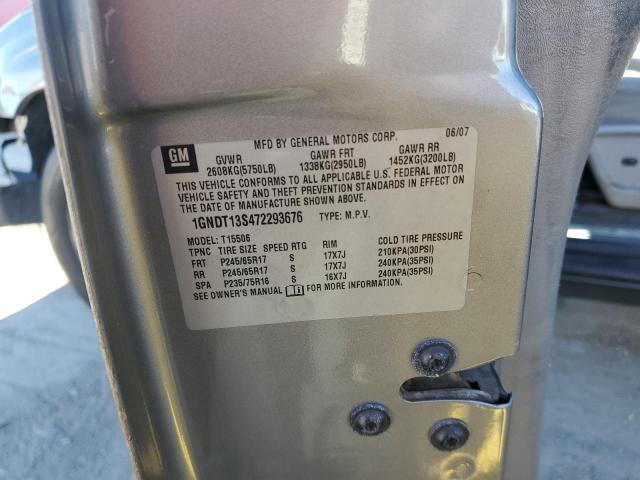 MFD BY GENERAL MOTORS CORP. 06/07
GM
GVWR GAWR FRT GAWR RR
2608KG(5750LB) 1338KG(2950LB) 1452KG(3200LB)
THIS VEHICLE CONFORMS TO ALL APPLICABLE U.S. FEDERAL MOTOR
VEHICLE SAFETY AND THEFT PREVENTION STANDARDS IN EFFECT ON
THE DATE OF MANUFACTURE SHOWN ABOVE.
1GNDT13S472293676 TYPE: M.P.V.
MODEL: T15506
TPNC TIRE SIZE SPEED RTG RIM COLD TIRE PRESSURE
FRT P245/65R17 S 17X7J 210KPA(30PSI)
RR P245/65R17 S 17X7J 240KPA(35PSI)
SPA P235/75R16 S 16X7J 240KPA(35PSI)
SEE OWNER'S MANUAL FOR MORE INFORMATION.